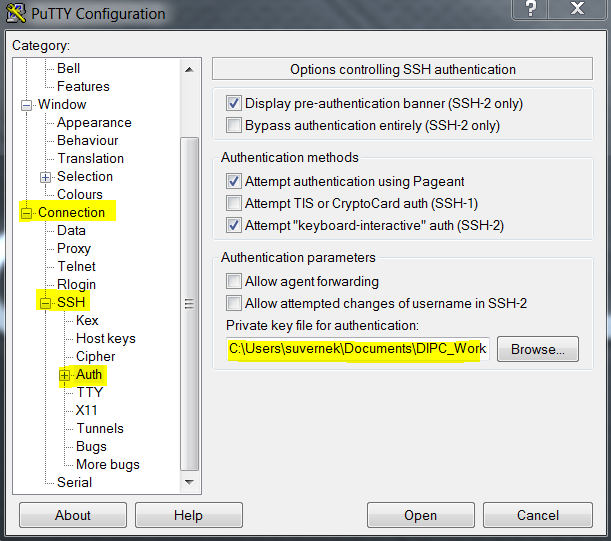 PuTTY Configuration
Category:
Bell
Features
Window
Appearance
Behaviour
Translation
Selection
Colours
Connection
Data
Proxy
Telnet
Rlogin
SSH
Kex
Host keys
Cipher
Auth
TTY
X11
Tunnels
Bugs
More bugs
Serial
Options controlling SSH authentication
Display pre-authentication banner (SSH-2 only)
Bypass authentication entirely (SSH-2 only)
Authentication methods
Attempt authentication using Pageant
Attempt TIS or CryptoCard auth (SSH-1)
Attempt "keyboard-interactive" auth (SSH-2)
Authentication parameters
Allow agent forwarding
Allow attempted changes of username in SSH-2
Private key file for authentication:
C:\Users\suvernek\Documents\DIPC_Work
Browse...
About
Help
Open
Cancel